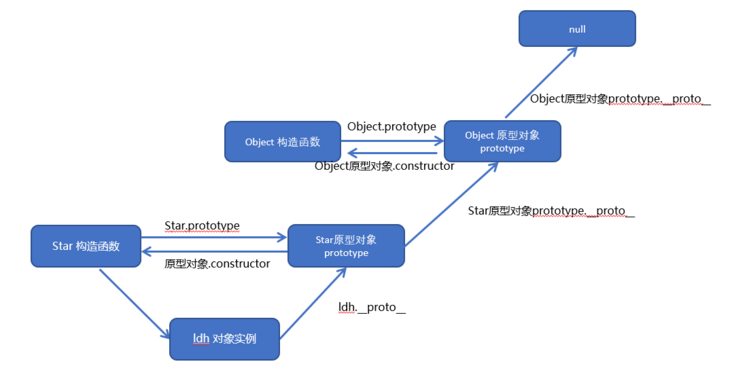 null
Object原型对象prototype.__proto__
Object.prototype
Object 构造函数
Object 原型对象
prototype
Object原型对象.constructor
Star原型对象prototype.__proto__
Star.prototype
Star 构造函数
Star原型对象
prototype
原型对象.constructor
ldh.__proto__
ldh 对象实例